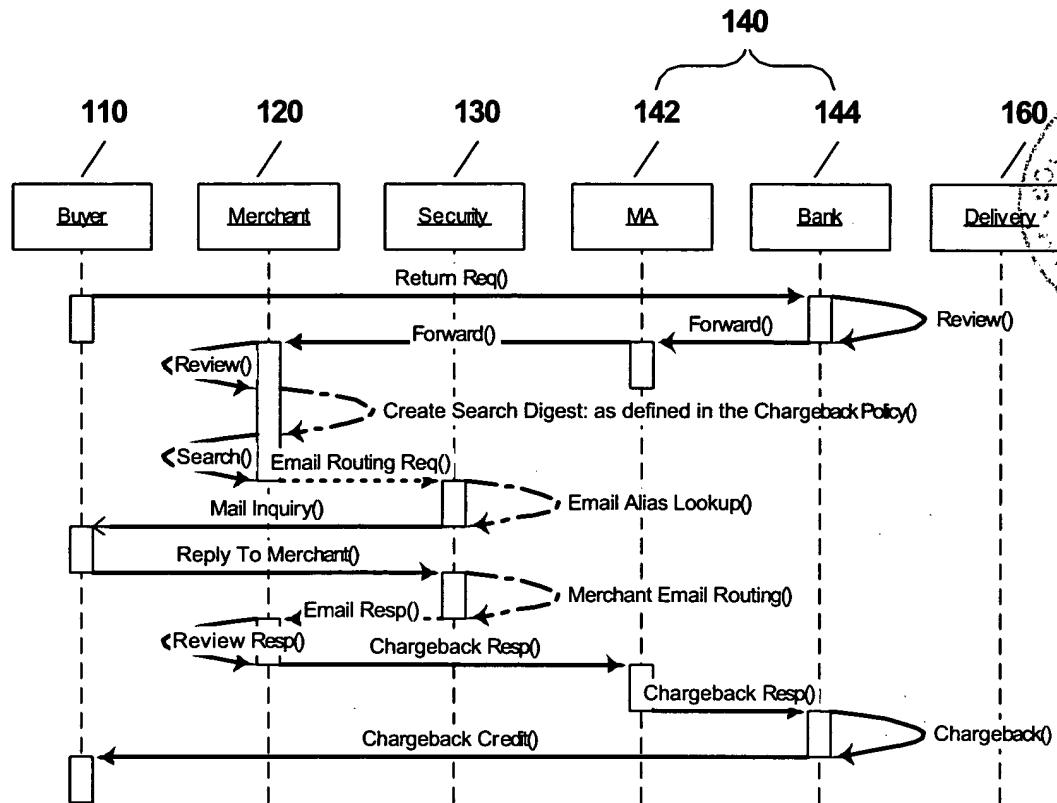 140
110 120 130 142 144 160
Buyer Merchant Security MA Bank Delivery
Return Req()
Review()
Forward()
Forward()
Review()
Create Search Digest: as defined in the Chargeback Policy()
Search()
Email Routing Req()
Email Alias Lookup()
Mail Inquiry()
Reply To Merchant()
Merchant Email Routing()
Email Resp()
Review Resp()
Chargeback Resp()
Chargeback Resp()
Chargeback()
Chargeback Credit()